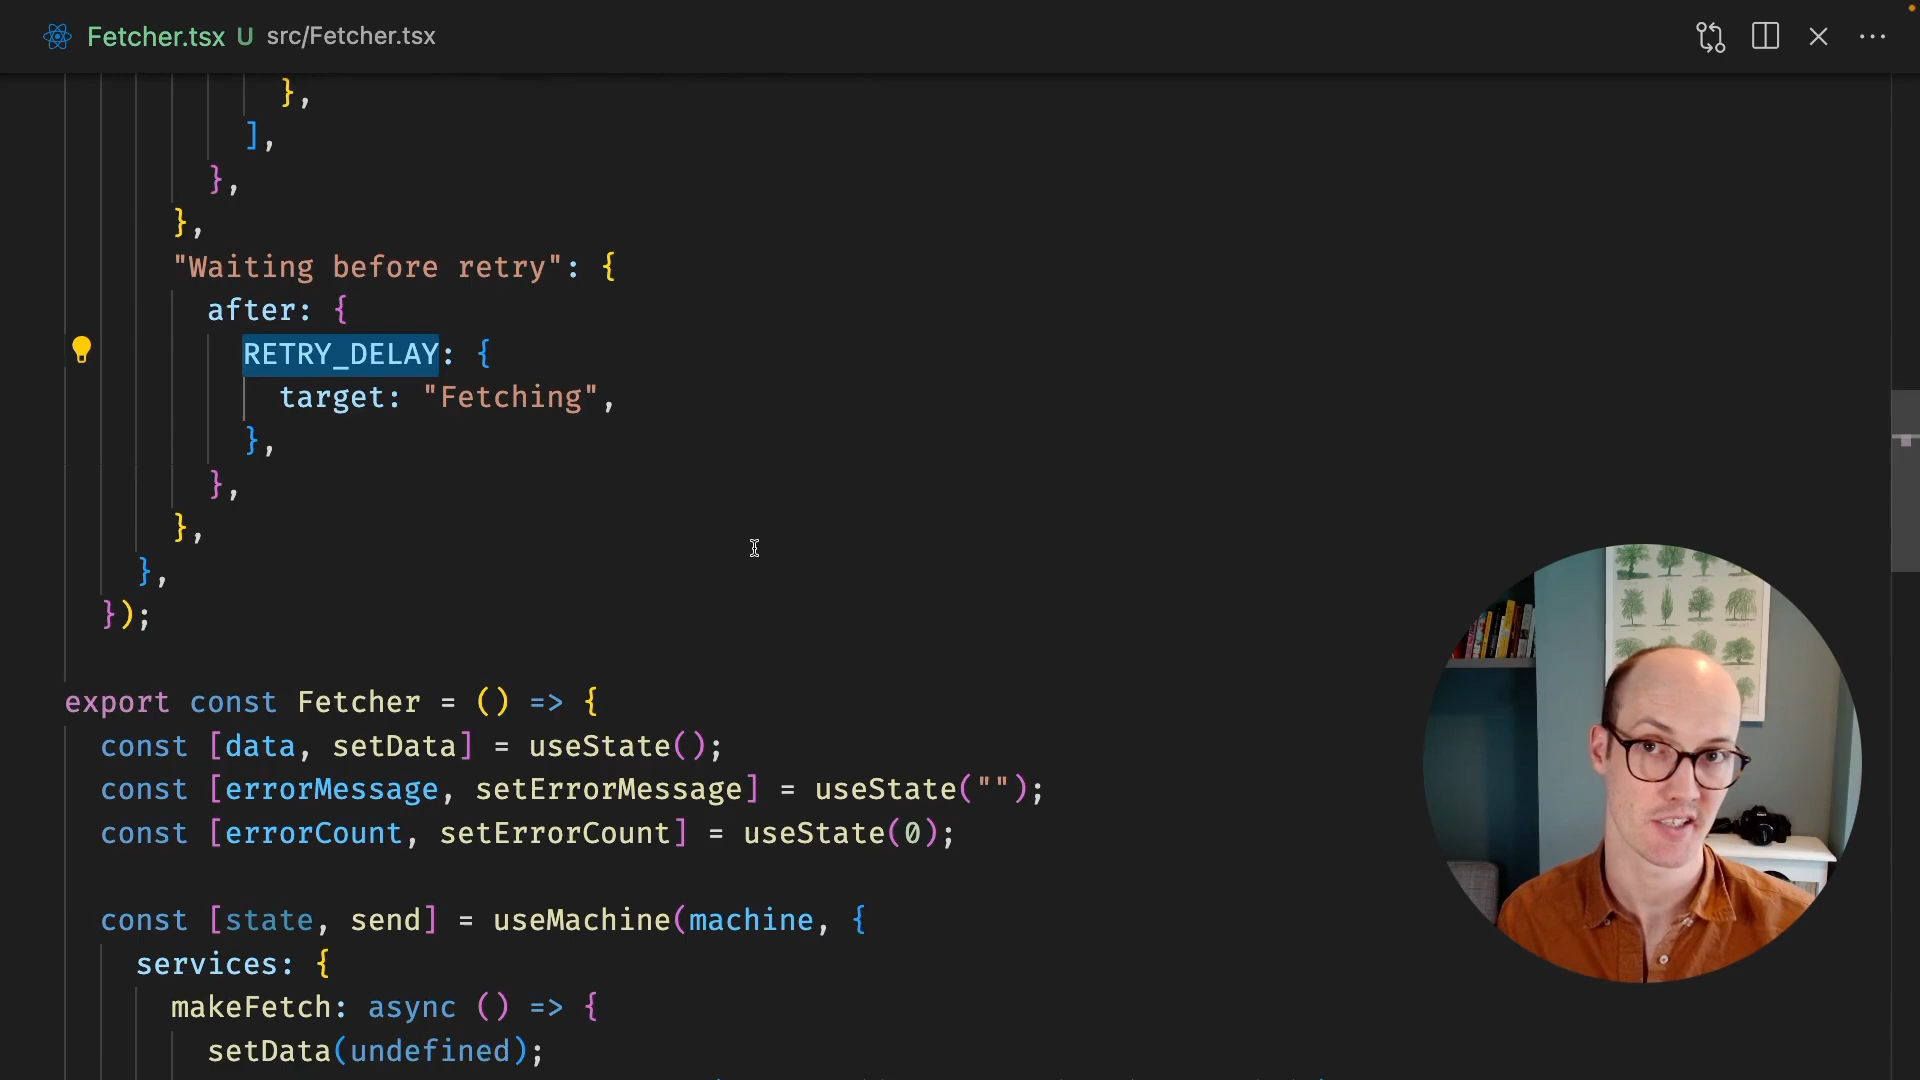 Fetcher.tsx U src/Fetcher.tsx
},
],
},
},
"Waiting before retry": {
after: {
RETRY_DELAY: {
target: "Fetching",
},
},
},
},
});
export const Fetcher = () => {
const [data, setData] = useState();
const [errorMessage, setErrorMessage] = useState("");
const [errorCount, setErrorCount] = useState(0);
const [state, send] = useMachine(machine, {
services: {
makeFetch: async () => {
setData(undefined);